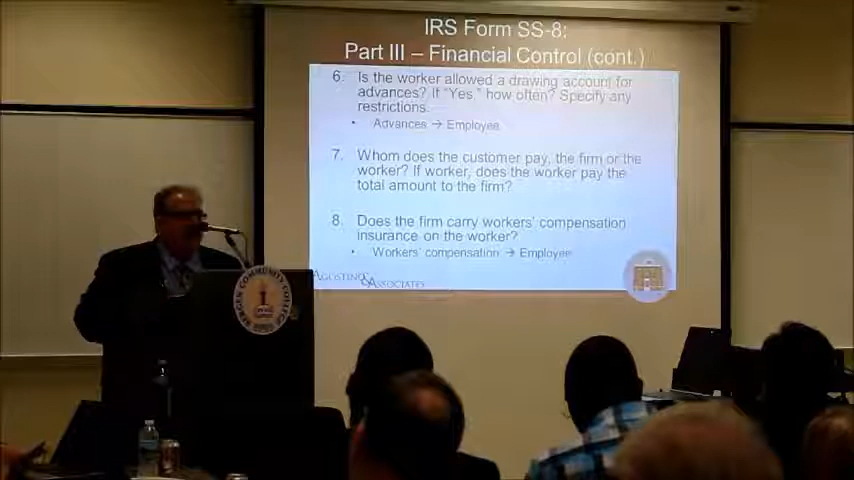 IRS Form SS-8:
Part III – Financial Control (cont.)
6. Is the worker allowed a drawing account for
advances? If "Yes," how often? Specify any
restrictions.
• Advances → Employee
7. Whom does the customer pay, the firm or the
worker? If worker, does the worker pay the
total amount to the firm?
8. Does the firm carry workers' compensation
insurance on the worker?
• Workers' compensation → Employee
AGOSTINO & ASSOCIATES
BERGEN COMMUNITY COLLEGE